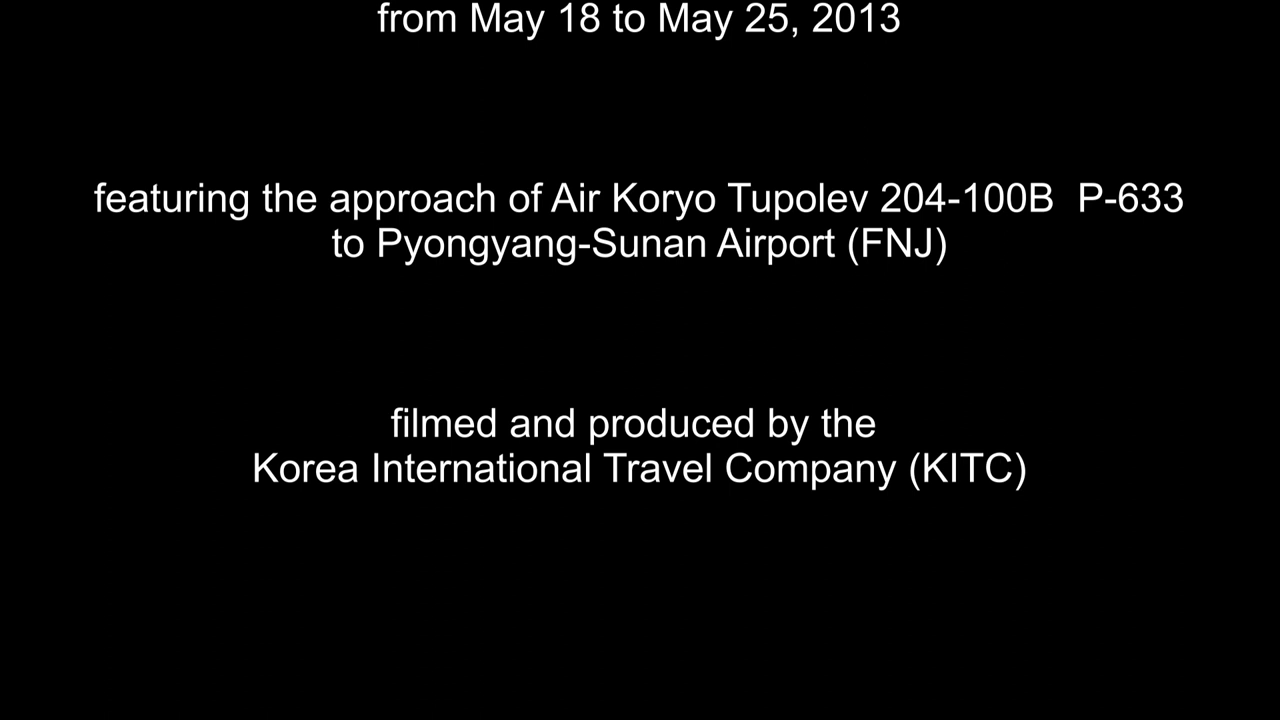 from May 18 to May 25, 2013
featuring the approach of Air Koryo Tupolev 204-100B  P-633
to Pyongyang-Sunan Airport (FNJ)
filmed and produced by the
Korea International Travel Company (KITC)